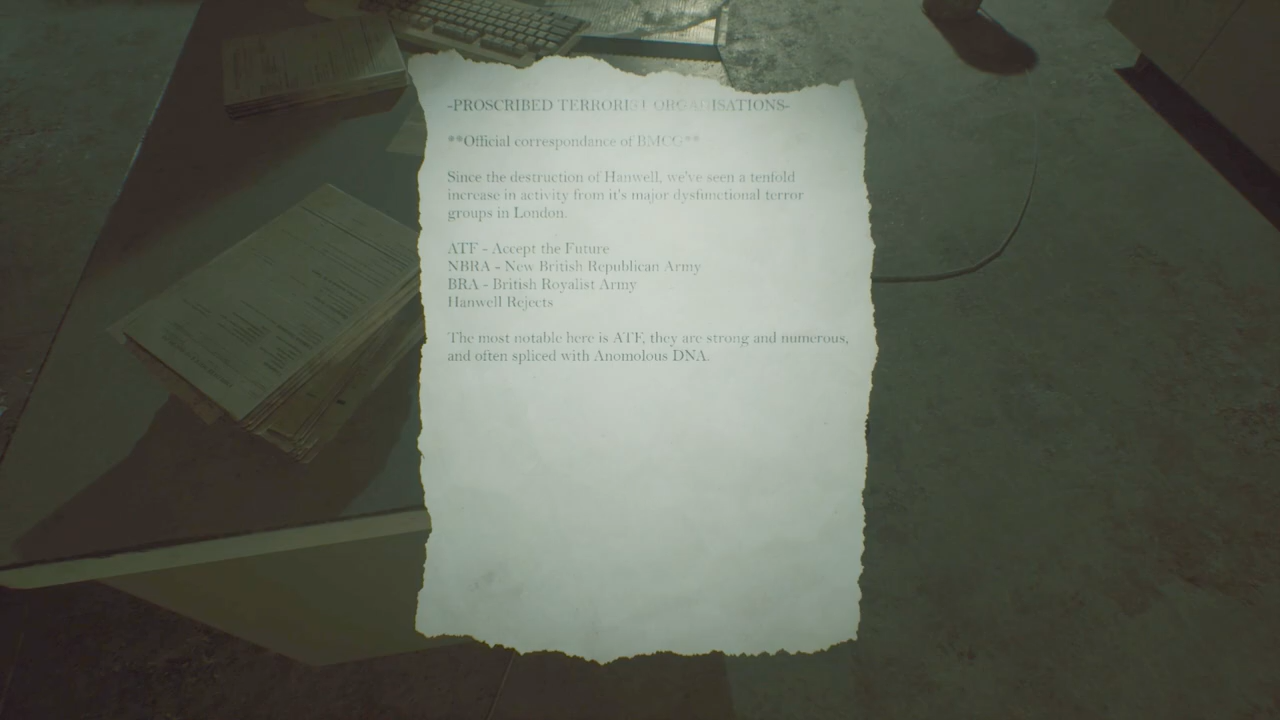 -PROSCRIBED TERRORIST ORGANISATIONS-
**Official correspondance of BMCG**
Since the destruction of Hanwell, we've seen a tenfold
increase in activity from it's major dysfunctional terror
groups in London.
ATF - Accept the Future
NBRA - New British Republican Army
BRA - British Royalist Army
Hanwell Rejects
The most notable here is ATF, they are strong and numerous,
and often spliced with Anomolous DNA.